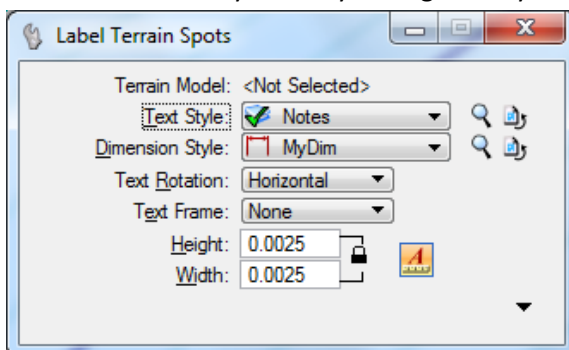 Label Terrain Spots
Terrain Model: <Not Selected>
Text Style: Notes
Dimension Style: MyDim
Text Rotation: Horizontal
Text Frame: None
Height: 0.0025
Width: 0.0025
A